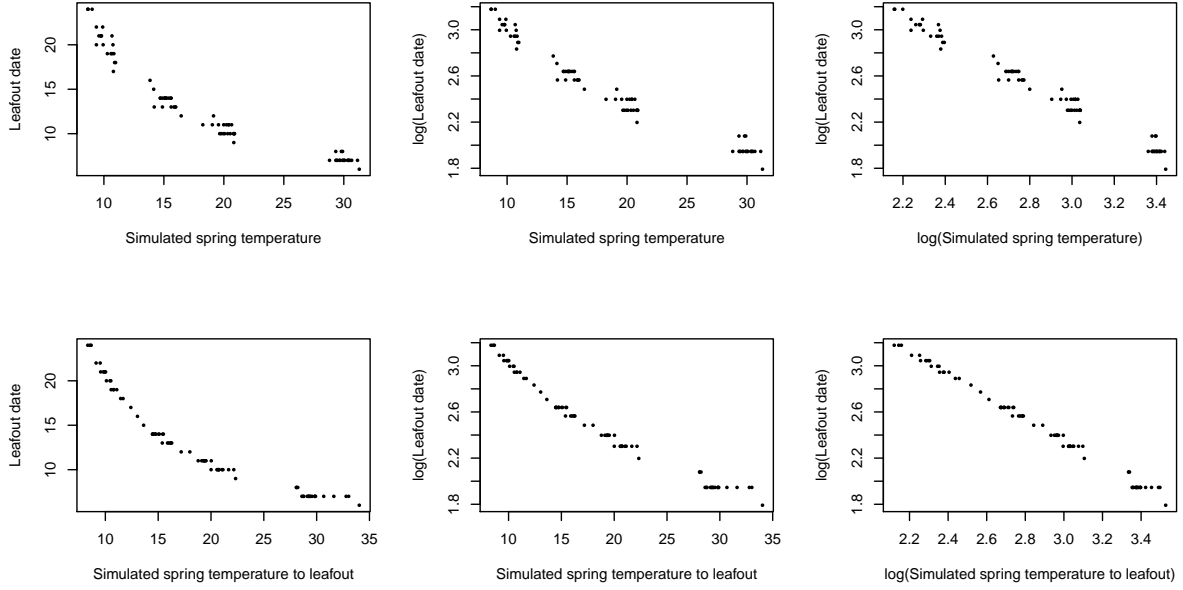 Leafout date
20
15
10
10 15 20 25 30
Simulated spring temperature
log(Leafout date)
3.0
2.6
2.2
1.8
10 15 20 25 30
Simulated spring temperature
log(Leafout date)
3.0
2.6
2.2
1.8
2.2 2.4 2.6 2.8 3.0 3.2 3.4
log(Simulated spring temperature)
Leafout date
20
15
10
10 15 20 25 30 35
Simulated spring temperature to leafout
log(Leafout date)
3.0
2.6
2.2
1.8
10 15 20 25 30 35
Simulated spring temperature to leafout
log(Leafout date)
3.0
2.6
2.2
1.8
2.2 2.4 2.6 2.8 3.0 3.2 3.4
log(Simulated spring temperature to leafout)